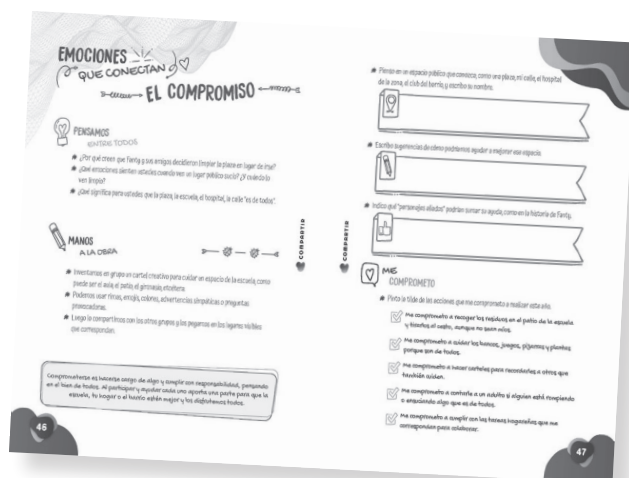 EMOCIONES
QUE CONECTAN
EL COMPROMISO
PENSAMOS
ENTRE TODOS
¿Por qué creen que Fanty y sus amigos decidieron limpiar la plaza en lugar de irse?
¿Qué emociones sienten ustedes cuando ven un lugar público sucio? ¿Y cuándo lo
ven limpio?
¿Qué significa para ustedes que la plaza, la escuela, el hospital, la calle "es de todos".
MANOS
A LA OBRA
Inventamos en grupo un cartel creativo para cuidar un espacio de la escuela, como
puede ser el aula, el patio, el gimnasio, etcétera.
Podemos usar rimas, enojo, colores, advertencias simpáticas o preguntas
provocadoras.
Luego lo compartimos con los otros grupos y los pegamos en los lugares visibles
que correspondan.
Comprometerse es hacerse cargo de algo y cumplir con responsabilidad, pensando
en el bien de todos. Al participar y ayudar cada uno aporta una parte para que la
escuela, tu hogar o el barrio estén mejor y los disfrutemos todos.
46
COMPARTIR
COMPARTIR
Pienso en un espacio público que conozco, como una plaza, mi calle, el hospital
de la zona, el club del barrio, y escribo su nombre.
Escribo sugerencias de cómo podríamos ayudar a mejorar ese espacio.
Indico qué "personajes aliados" podrían sumar su ayuda, como en la historia de Fanty.
ME
COMPROMETO
Pinto la tilde de las acciones que me comprometo a realizar este año.
Me comprometo a recoger los residuos en el patio de la escuela
y tirarlos al cesto, aunque no sean míos.
Me comprometo a cuidar los bancos, juegos, pizarras y plantas
porque son de todos.
Me comprometo a hacer carteles para recordarles a otros que
también cuiden.
Me comprometo a contarle a un adulto si alguien está rompiendo
o ensuciando algo que es de todos.
Me comprometo a cumplir con las tareas hogareñas que me
correspondan para colaborar.
47